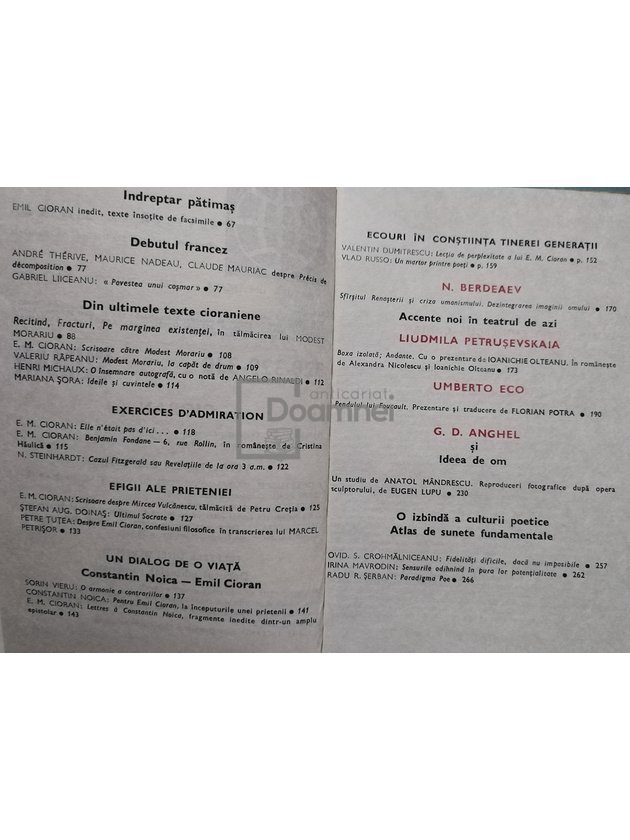 Indreptar pătimaș
EMIL CIORAN inedit, texte însoțite de facsimile ● 67
Debutul francez
ANDRÉ THÉRIVE, MAURICE NADEAU, CLAUDE MAURIAC despre Précis de
décomposition ● 77
GABRIEL LIICEANU: « Povestea unui coșmar » ● 77
Din ultimele texte cioraniene
Recitind, Fracturi, Pe marginea existenței, în tălmăcirea lui MODEST
MORARIU ● 88
E. M. CIORAN: Scrisoare către Modest Morariu ● 108
VALERIU RÂPEANU: Modest Morariu, la capăt de drum ● 109
HENRI MICHAUX: O însemnare autografă, cu o notă de ANGELO RINALDI ● 112
MARIANA ȘORA: Ideile și cuvintele ● 114
EXERCICES D'ADMIRATION
E. M. CIORAN: Elle n'était pas d'ici . . . ● 118
E. M. CIORAN: Benjamin Fondane — 6, rue Rollin, în românește de Cristina
Hăulică ● 115
N. STEINHARDT: Cazul Fitzgerald sau Revelațiile de la ora 3 a.m. ● 122
EFIGII ALE PRIETENIEI
E. M. CIORAN: Scrisoare despre Mircea Vulcănescu, tălmăcită de Petru Creția ● 125
ȘTEFAN AUG. DOINAȘ: Ultimul Socrate ● 127
PETRE ȚUȚEA: Despre Emil Cioran, confesiuni filosofice în transcrierea lui MARCEL
PETRIȘOR ● 133
UN DIALOG DE O VIAȚĂ
Constantin Noica — Emil Cioran
SORIN VIERU: O armonie a contrariilor ● 137
CONSTANTIN NOICA: Pentru Emil Cioran, la începuturile unei prietenii ● 141
E. M. CIORAN: Lettres à Constantin Noica, fragmente inedite dintr-un amplu
epistolar ● 143
ECOURI ÎN CONȘTIINȚA TINEREI GENERAȚII
VALENTIN DUMITRESCU: Lecția de perplexitate a lui E. M. Cioran ● p. 152
VLAD RUSSO: Un martor printre poeți ● p. 159
N. BERDEAEV
Sfîrșitul Renașterii și criza umanismului. Dezintegrarea imaginii omului ● 170
Accente noi în teatrul de azi
LIUDMILA PETRUȘEVSKAIA
Boxa izolată; Andante. Cu o prezentare de IOANICHIE OLTEANU. În românește
de Alexandra Nicolescu și Ioanichie Olteanu ● 173
UMBERTO ECO
Pendulul lui Foucault. Prezentare și traducere de FLORIAN POTRA ● 190
G. D. ANGHEL
și
Ideea de om
Un studiu de ANATOL MÂNDRESCU. Reproduceri fotografice după opera
sculptorului, de EUGEN LUPU ● 230
O izbîndă a culturii poetice
Atlas de sunete fundamentale
OVID. S. CROHMĂLNICEANU: Fidelități dificile, dacă nu imposibile ● 257
IRINA MAVRODIN: Sensurile odihnind în pura lor potențialitate ● 262
RADU R. ȘERBAN: Paradigma Poe ● 266
anticariat
Doamnei